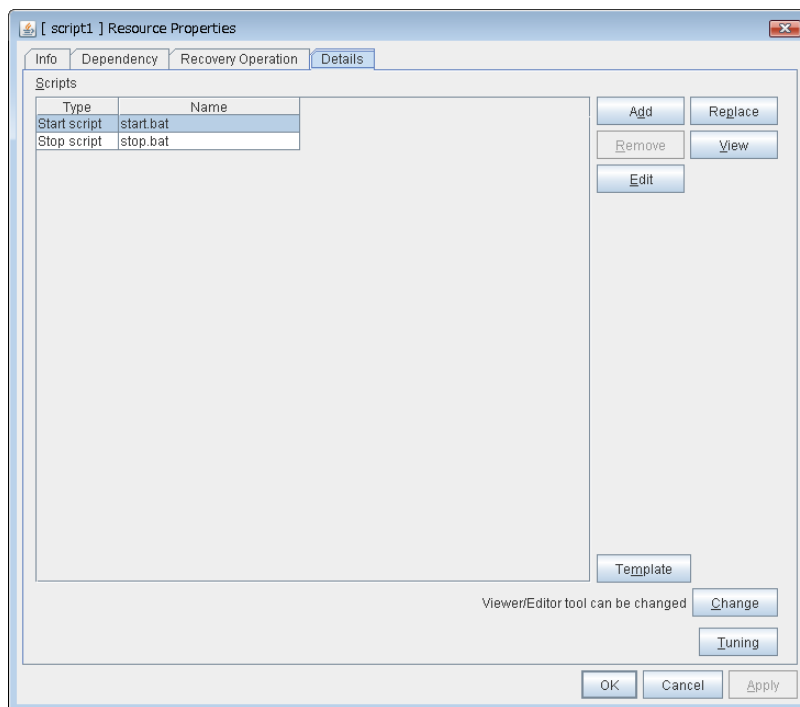 [ script1 ] Resource Properties
Info Dependency Recovery Operation Details
Scripts
Type Name
Start script start.bat
Stop script stop.bat
Add Replace
Remove View
Edit
Template
Viewer/Editor tool can be changed Change
Tuning
OK Cancel Apply